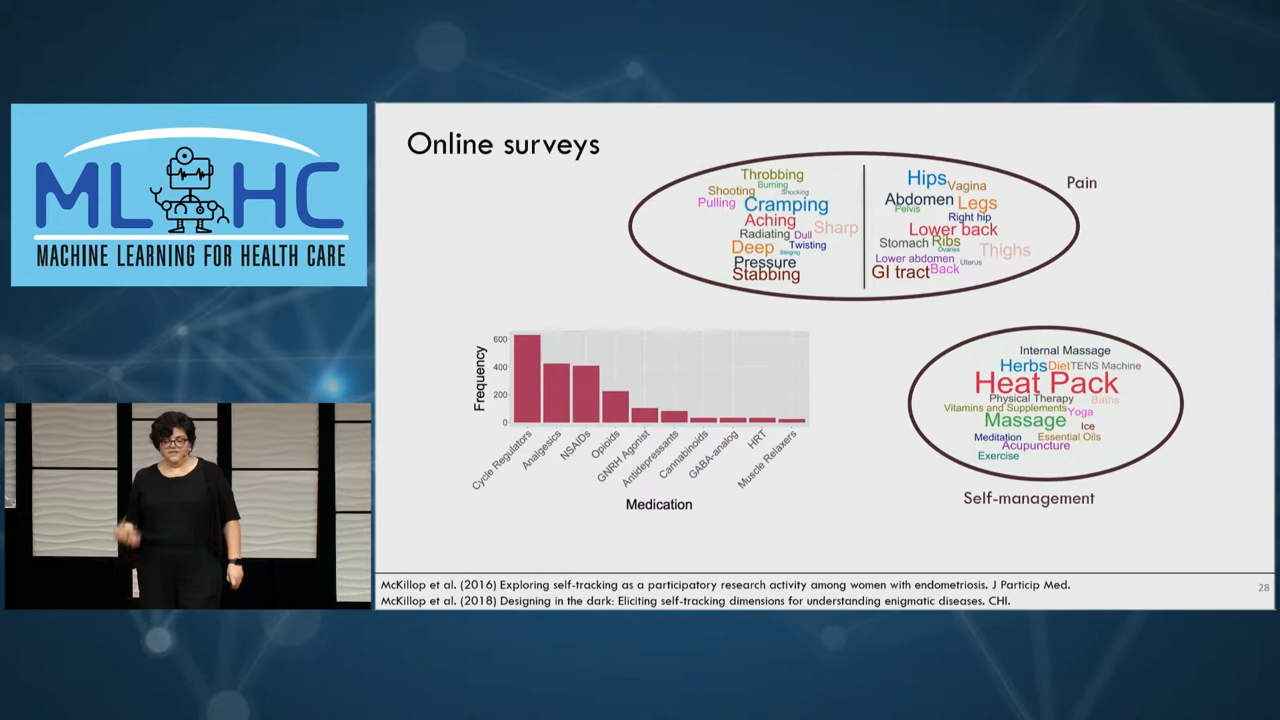 ML HC
MACHINE LEARNING FOR HEALTH CARE
Online surveys
Throbbing
Burning
Shooting Shocking
Pulling Cramping
Aching Sharp
Radiating Dull
Deep Twisting
Stinging
Pressure
Stabbing
Hips Vagina
Abdomen Legs
Pelvis
Right hip
Lower back
Stomach Ribs
Ovaries Thighs
Lower abdomen Uterus
GI tract Back
Pain
Frequency
600
400
200
0
Cycle Regulators
Analgesics
NSAIDs
Opioids
GNRH Agonist
Antidepressants
Cannabinoids
GABA-analog
HRT
Muscle Relaxers
Medication
Internal Massage
Herbs Diet TENS Machine
Heat Pack
Physical Therapy Baths
Vitamins and Supplements Yoga
Massage Ice
Meditation Essential Oils
Acupuncture
Exercise
Self-management
McKillop et al. (2016) Exploring self-tracking as a participatory research activity among women with endometriosis. J Particip Med.
McKillop et al. (2018) Designing in the dark: Eliciting self-tracking dimensions for understanding enigmatic diseases. CHI.
28